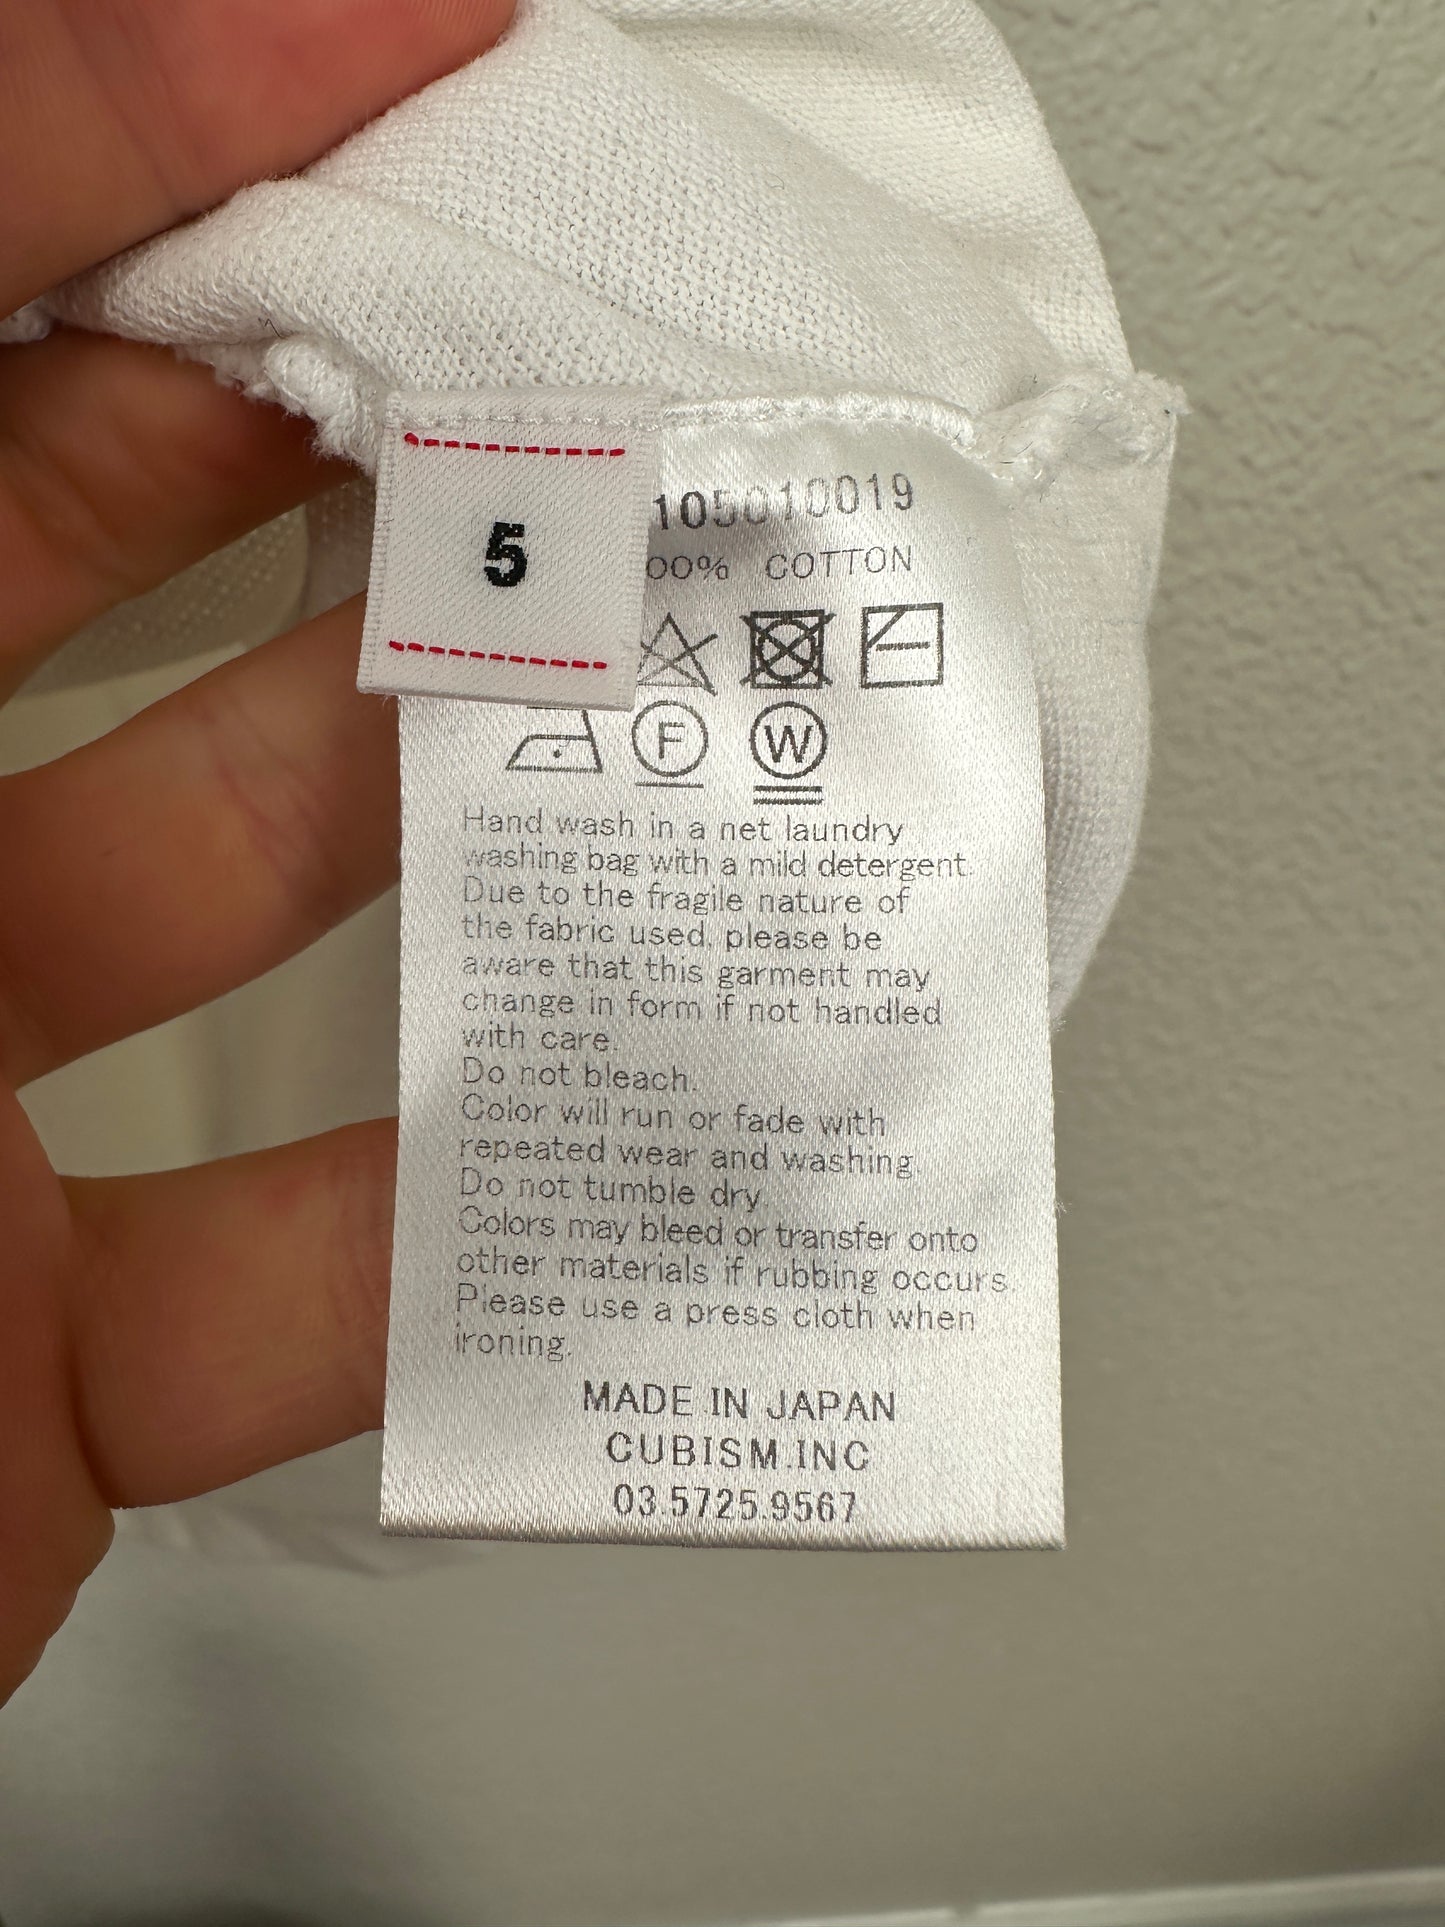 5
105010019
00% COTTON
F W
Hand wash in a net laundry
washing bag with a mild detergent.
Due to the fragile nature of
the fabric used, please be
aware that this garment may
change in form if not handled
with care.
Do not bleach.
Color will run or fade with
repeated wear and washing.
Do not tumble dry.
Colors may bleed or transfer onto
other materials if rubbing occurs.
Please use a press cloth when
ironing.
MADE IN JAPAN
CUBISM.INC
03.5725.9567